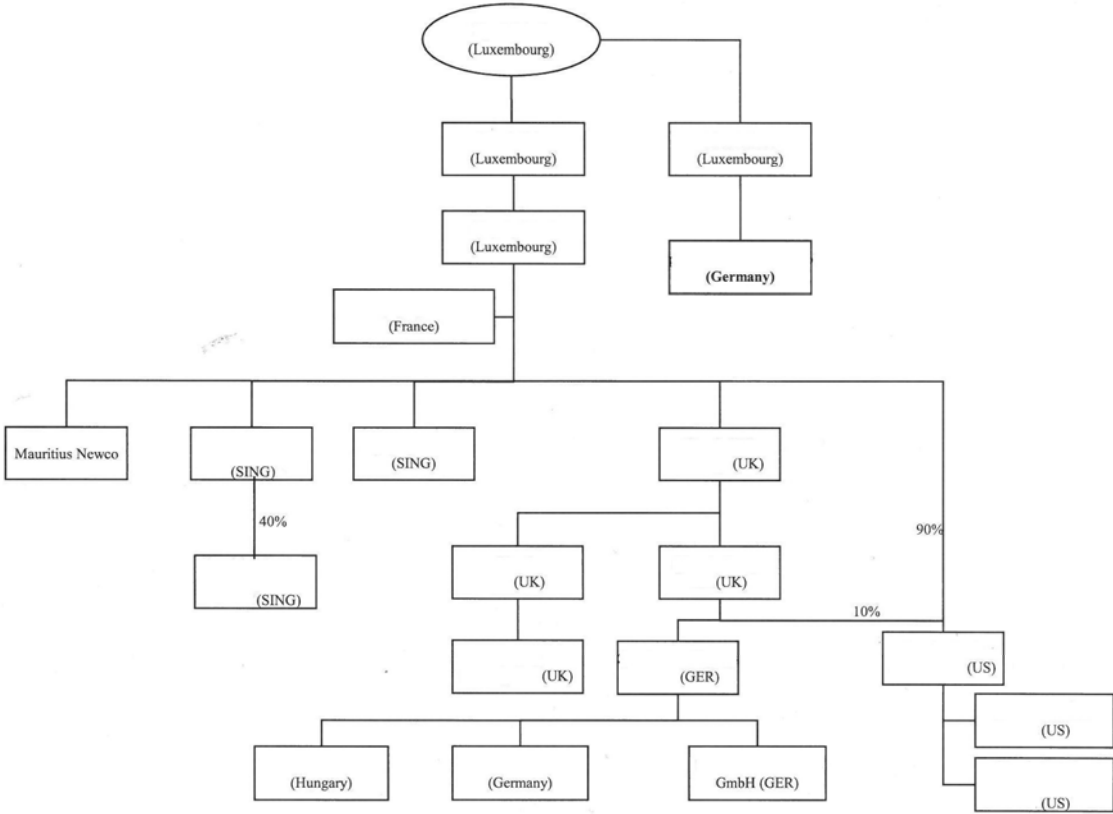 (Luxembourg)
(Luxembourg)
(Luxembourg)
(Luxembourg)
(Germany)
(France)
Mauritius Newco
(SING)
(SING)
(UK)
40%
90%
(SING)
(UK)
(UK)
10%
(UK)
(GER)
(US)
(US)
(Hungary)
(Germany)
GmbH (GER)
(US)